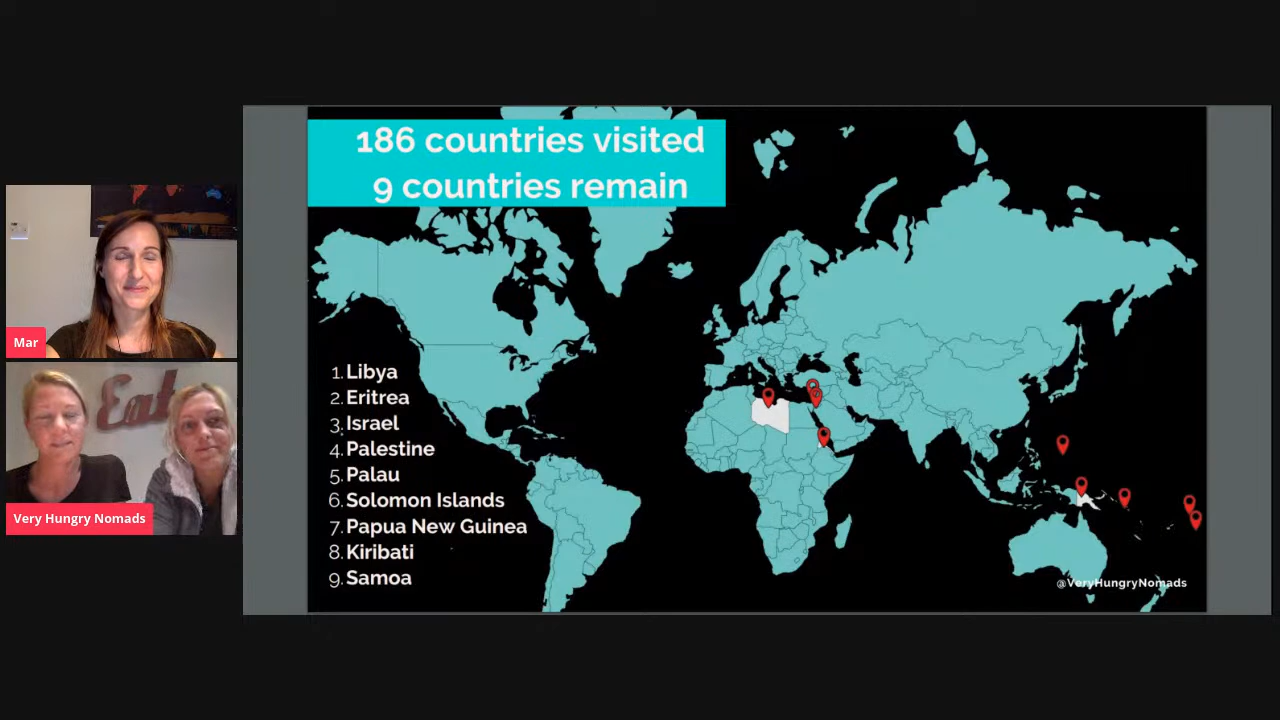 186 countries visited
9 countries remain
1. Libya
2. Eritrea
3. Israel
4. Palestine
5. Palau
6. Solomon Islands
7. Papua New Guinea
8. Kiribati
9. Samoa
@VeryHungryNomads
Mar
Eat
Very Hungry Nomads